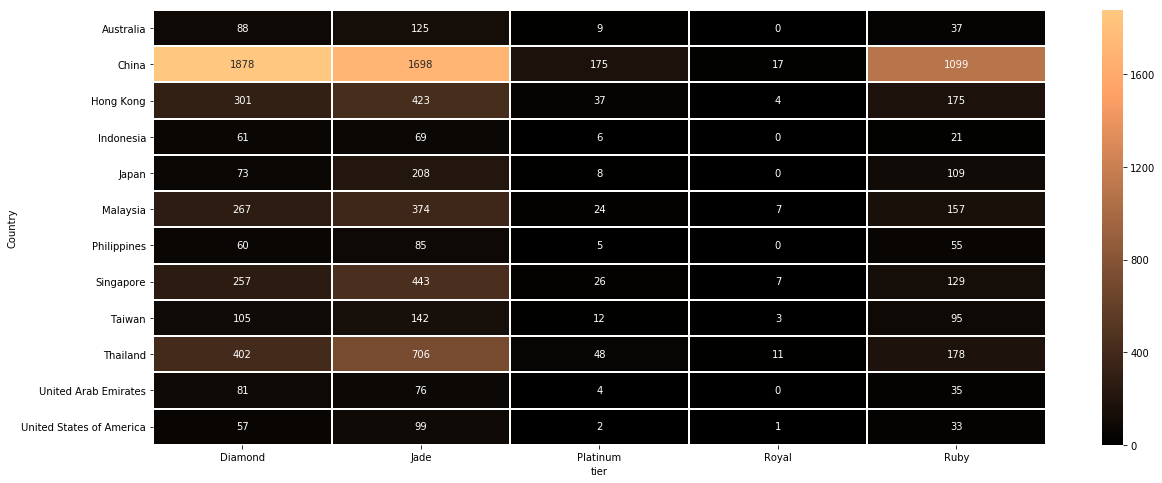 Australia 88 125 9 0 37
China 1878 1698 175 17 1099
Hong Kong 301 423 37 4 175
Indonesia 61 69 6 0 21
Japan 73 208 8 0 109
Malaysia 267 374 24 7 157
Philippines 60 85 5 0 55
Singapore 257 443 26 7 129
Taiwan 105 142 12 3 95
Thailand 402 706 48 11 178
United Arab Emirates 81 76 4 0 35
United States of America 57 99 2 1 33
Diamond Jade Platinum Royal Ruby
tier
Country
1600
1200
800
400
0